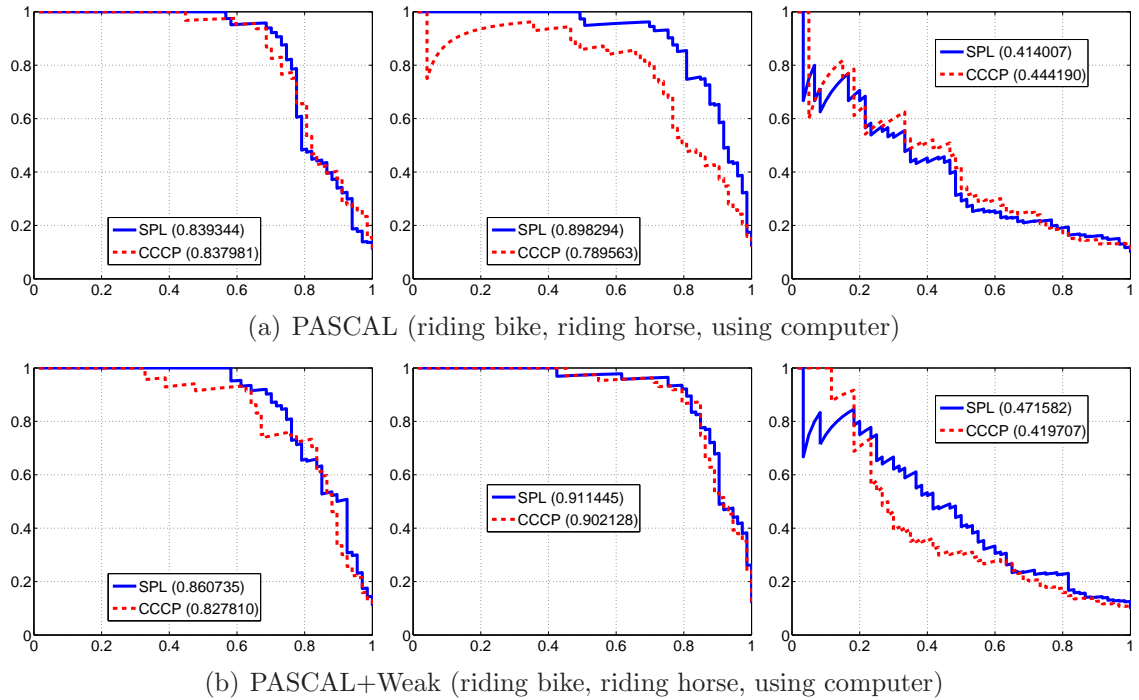 1
0.8
0.6
0.4
0.2
0
0 0.2 0.4 0.6 0.8 1
SPL (0.839344)
CCCP (0.837981)
1
0.8
0.6
0.4
0.2
0
0 0.2 0.4 0.6 0.8 1
SPL (0.898294)
CCCP (0.789563)
1
0.8
0.6
0.4
0.2
0
0 0.2 0.4 0.6 0.8 1
SPL (0.414007)
CCCP (0.444190)
(a) PASCAL (riding bike, riding horse, using computer)
1
0.8
0.6
0.4
0.2
0
0 0.2 0.4 0.6 0.8 1
SPL (0.860735)
CCCP (0.827810)
1
0.8
0.6
0.4
0.2
0
0 0.2 0.4 0.6 0.8 1
SPL (0.911445)
CCCP (0.902128)
1
0.8
0.6
0.4
0.2
0
0 0.2 0.4 0.6 0.8 1
SPL (0.471582)
CCCP (0.419707)
(b) PASCAL+Weak (riding bike, riding horse, using computer)